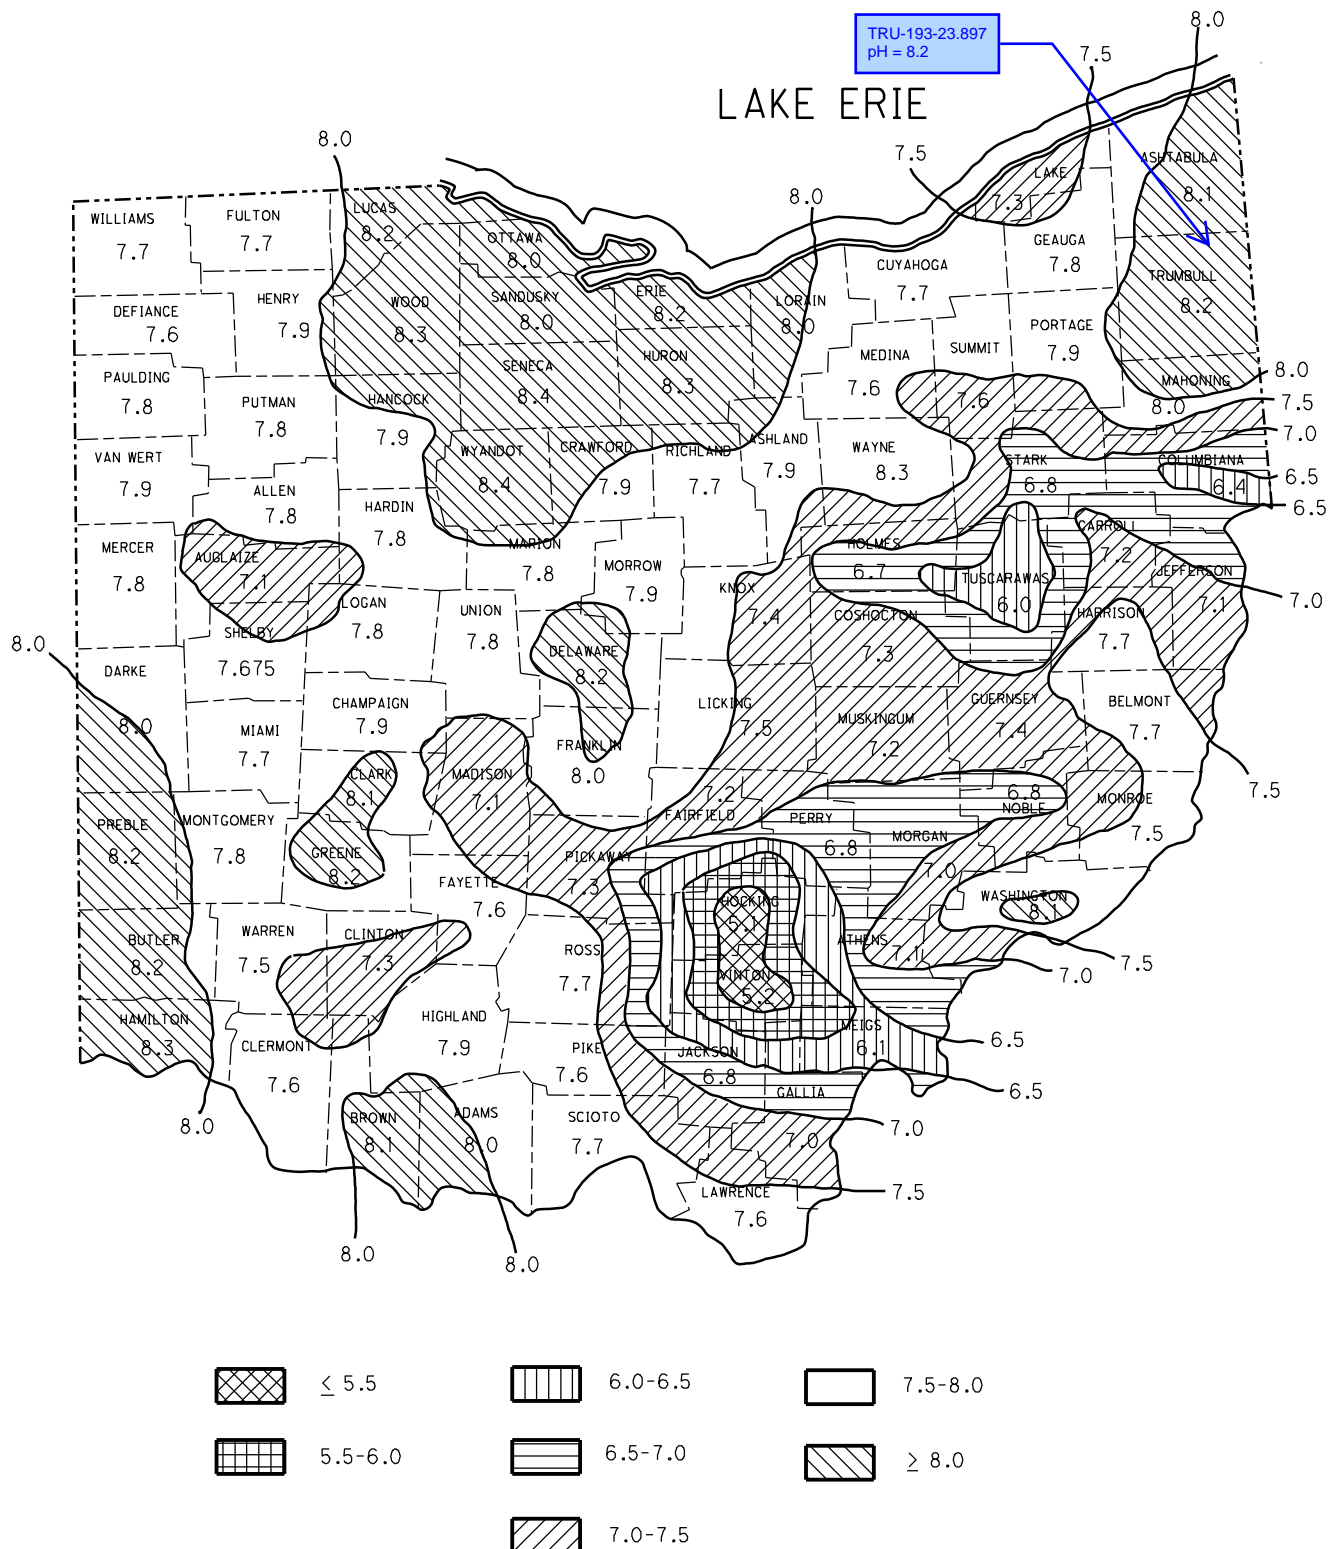 8.0
TRU-193-23.897
pH = 8.2
7.5
LAKE ERIE
8.0
7.5
8.0
ASHTABULA
8.1
LAKE
7.3
WILLIAMS
7.7
FULTON
7.7
LUCAS
8.2
OTTAWA
8.0
GEAUGA
7.8
CUYAHOGA
7.7
TRUMBULL
8.2
DEFIANCE
7.6
HENRY
7.9
WOOD
8.3
SANDUSKY
8.0
ERIE
8.2
LORAIN
8.0
PORTAGE
7.9
SUMMIT
7.6
MEDINA
7.6
SENECA
8.4
HURON
8.3
PAULDING
7.8
PUTMAN
7.8
HANCOCK
7.9
MAHONING
8.0
8.0
7.5
7.0
6.5
6.5
VAN WERT
7.9
ALLEN
7.8
WYANDOT
8.4
CRAWFORD
7.9
RICHLAND
7.7
ASHLAND
7.9
WAYNE
8.3
STARK
6.8
COLUMBIANA
6.4
HARDIN
7.8
MERCER
7.8
AUGLAIZE
7.1
MARION
7.8
MORROW
7.9
KNOX
7.4
HOLMES
6.7
TUSCARAWAS
6.0
CARROLL
7.2
JEFFERSON
7.1
7.0
8.0
LOGAN
7.8
SHELBY
7.675
UNION
7.8
DELAWARE
8.2
COSHOCTON
7.3
HARRISON
7.7
DARKE
8.0
MIAMI
7.7
CHAMPAIGN
7.9
LICKING
7.5
MUSKINGUM
7.2
GUERNSEY
7.4
BELMONT
7.7
7.5
FRANKLIN
8.0
CLARK
8.1
MADISON
7.1
PREBLE
8.2
MONTGOMERY
7.8
GREENE
8.2
7.2
FAIRFIELD
PERRY
6.8
6.8
NOBLE
MORGAN
7.0
MONROE
7.5
PICKAWAY
7.3
FAYETTE
7.6
HOCKING
5.1
WASHINGTON
8.1
BUTLER
8.2
WARREN
7.5
CLINTON
7.3
ROSS
7.7
ATHENS
7.1
7.5
7.0
VINTON
5.2
HAMILTON
8.3
CLERMONT
7.6
HIGHLAND
7.9
PIKE
7.6
JACKSON
6.8
MEIGS
6.1
6.5
6.5
GALLIA
7.0
7.0
8.0
BROWN
8.1
ADAMS
8.0
SCIOTO
7.7
LAWRENCE
7.6
7.5
8.0
8.0
≤ 5.5
6.0-6.5
7.5-8.0
5.5-6.0
6.5-7.0
≥ 8.0
7.0-7.5